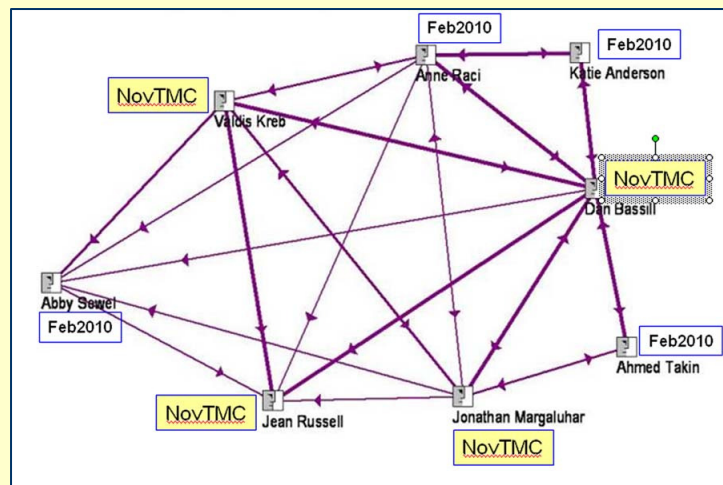 Feb2010
Feb2010
Anne Raci
Katie Anderson
NovTMC
Valdis Kreb
NovTMC
Dan Bassill
Abby Sewel
Feb2010
Feb2010
Ahmed Takin
NovTMC
Jean Russell
Jonathan Margaluhar
NovTMC